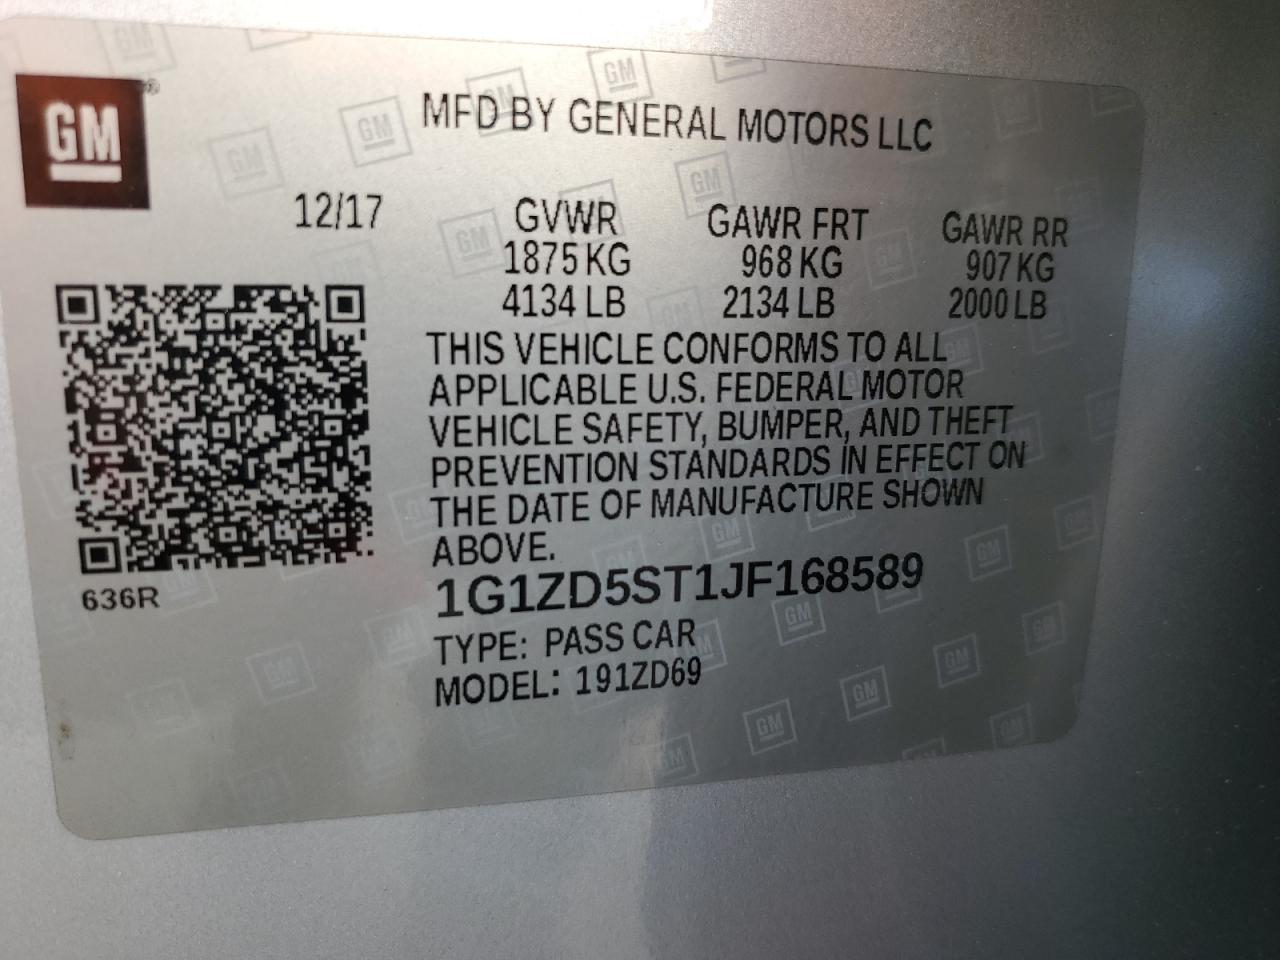 GM®
MFD BY GENERAL MOTORS LLC
12/17 GVWR GAWR FRT GAWR RR
1875 KG 968 KG 907 KG
4134 LB 2134 LB 2000 LB
THIS VEHICLE CONFORMS TO ALL
APPLICABLE U.S. FEDERAL MOTOR
VEHICLE SAFETY, BUMPER, AND THEFT
PREVENTION STANDARDS IN EFFECT ON
THE DATE OF MANUFACTURE SHOWN
ABOVE.
636R
1G1ZD5ST1JF168589
TYPE: PASS CAR
MODEL: 191ZD69